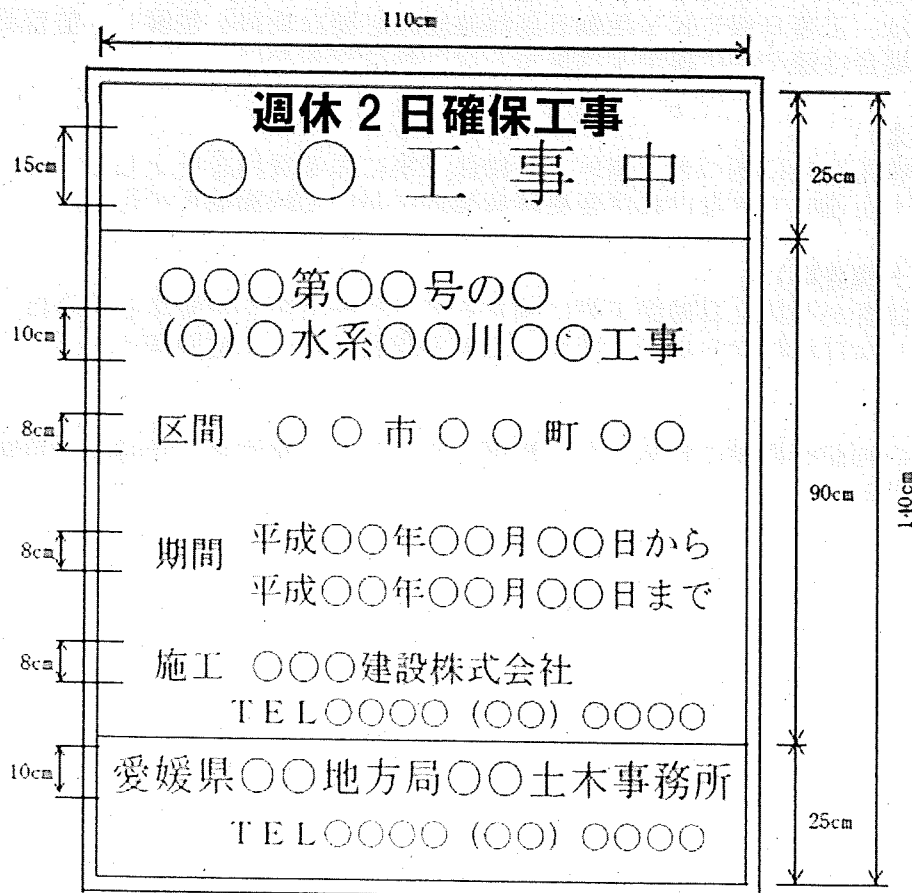 110cm
週休2日確保工事
15cm
○ ○ 工 事 中
25cm
○○○第○○号の○
10cm
(○)○水系○○川○○工事
8cm
区間 ○ ○ 市 ○ ○ 町 ○ ○
90cm
140cm
8cm
期間 平成○○年○○月○○日から
平成○○年○○月○○日まで
8cm
施工 ○○○建設株式会社
TEL○○○○(○○)○○○○
10cm
愛媛県○○地方局○○土木事務所
25cm
TEL○○○○(○○)○○○○